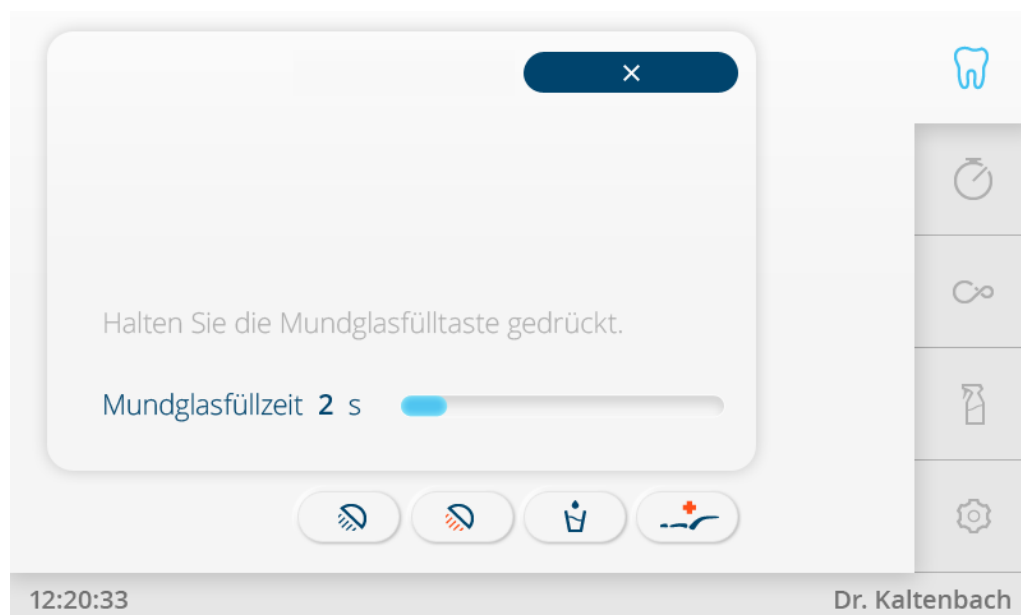 Halten Sie die Mundglasfülltaste gedrückt.
Mundglasfüllzeit 2 s
12:20:33 Dr. Kaltenbach